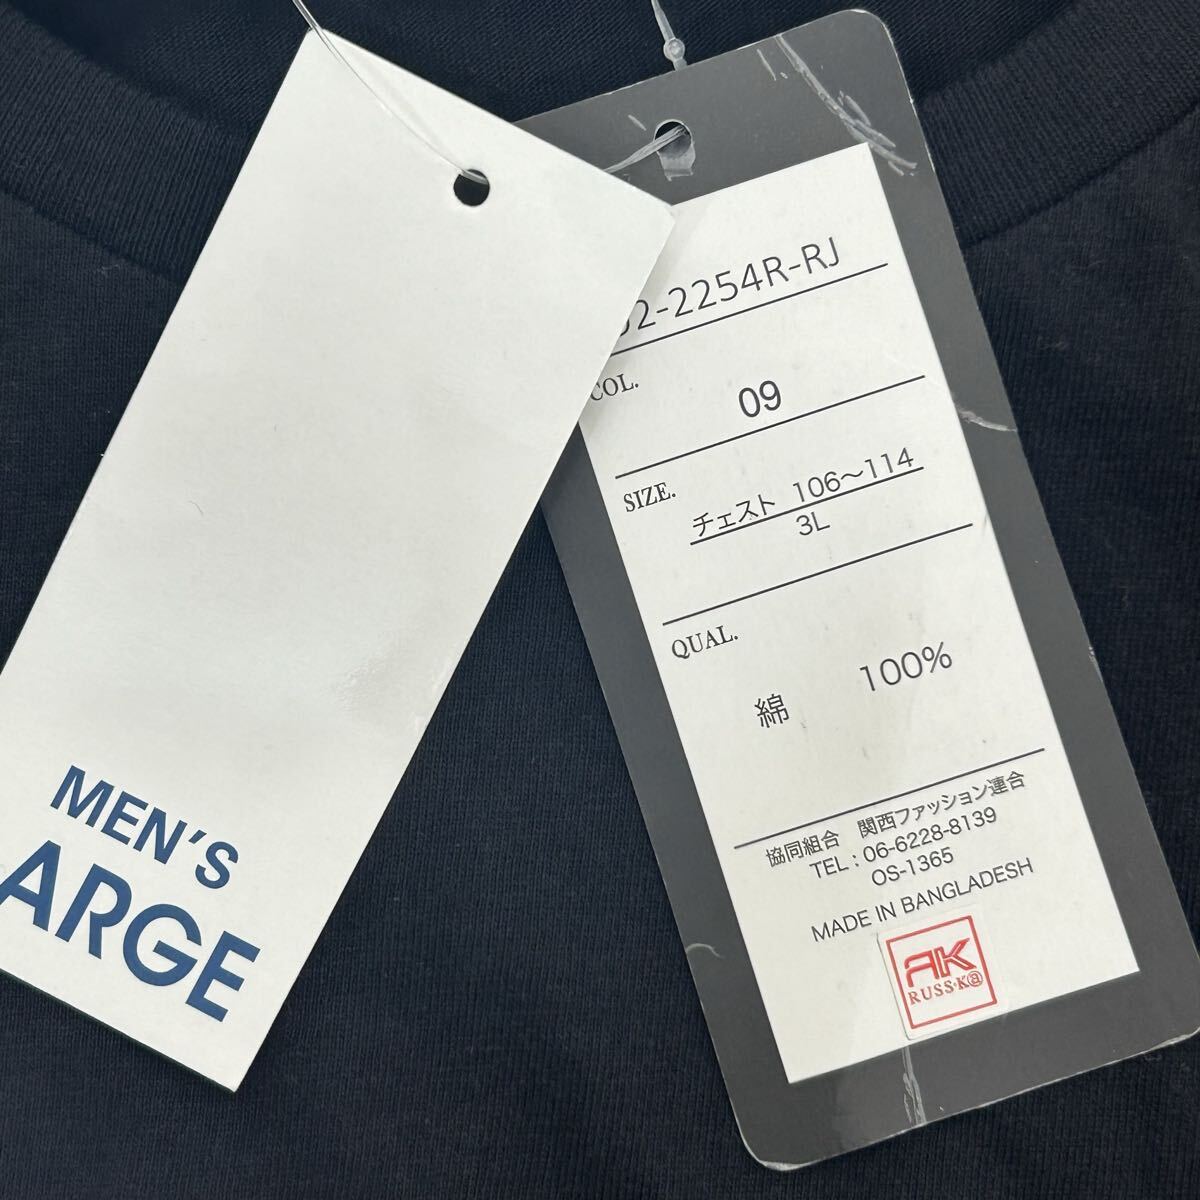 MEN'S
ARGE
2-2254R-RJ
COL.
09
SIZE.
チェスト 106〜114
3L
QUAL.
綿 100%
協同組合 関西ファッション連合
TEL : 06-6228-8139
OS-1365
MADE IN BANGLADESH
RK
RUSS·K®